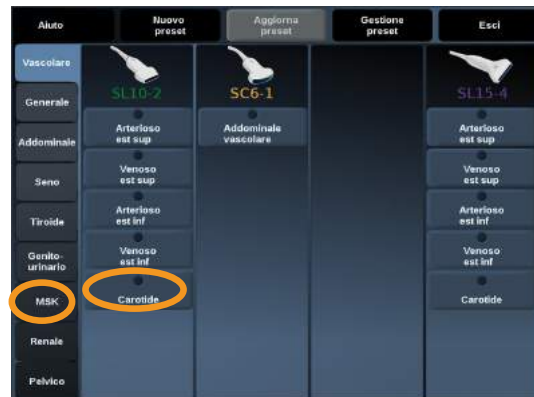 Aiuto
Nuovo
preset
Aggiorna
preset
Gestione
preset
Esci
Vascolare
Generale
Addominale
Seno
Tiroide
Genito-
urinario
MSK
Renale
Pelvico
SL10-2
Arterioso
est sup
Venoso
est sup
Arterioso
est inf
Venoso
est inf
Carotide
SC6-1
Addominale
vascolare
SL15-4
Arterioso
est sup
Venoso
est sup
Arterioso
est inf
Venoso
est inf
Carotide